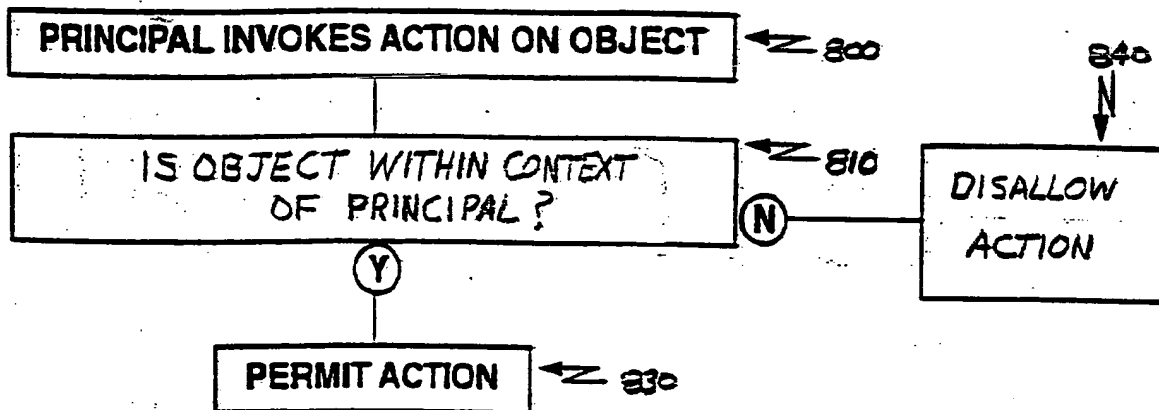 PRINCIPAL INVOKES ACTION ON OBJECT
800
840
IS OBJECT WITHIN CONTEXT
OF PRINCIPAL?
810
N
DISALLOW
ACTION
Y
PERMIT ACTION
830